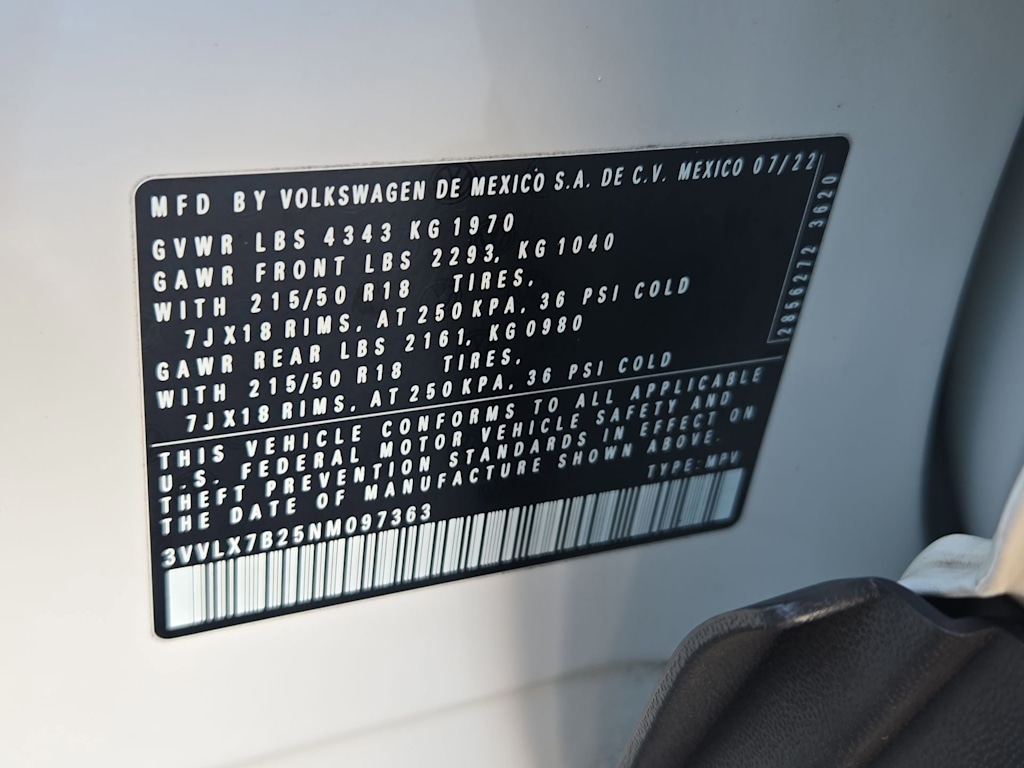 MFD BY VOLKSWAGEN DE MEXICO S.A. DE C.V. MEXICO 07/22
GVWR LBS 4343 KG 1970
GAWR FRONT LBS 2293, KG 1040
WITH 215/50 R18 TIRES,
7JX18 RIMS, AT 250 KPA, 36 PSI COLD
GAWR REAR LBS 2161, KG 0980
WITH 215/50 R18 TIRES,
7JX18 RIMS, AT 250 KPA, 36 PSI COLD
THIS VEHICLE CONFORMS TO ALL APPLICABLE
U.S. FEDERAL MOTOR VEHICLE SAFETY AND
THEFT PREVENTION STANDARDS IN EFFECT ON
THE DATE OF MANUFACTURE SHOWN ABOVE.
TYPE: MPV
3VVLX7B25NM097363
2856272 3620